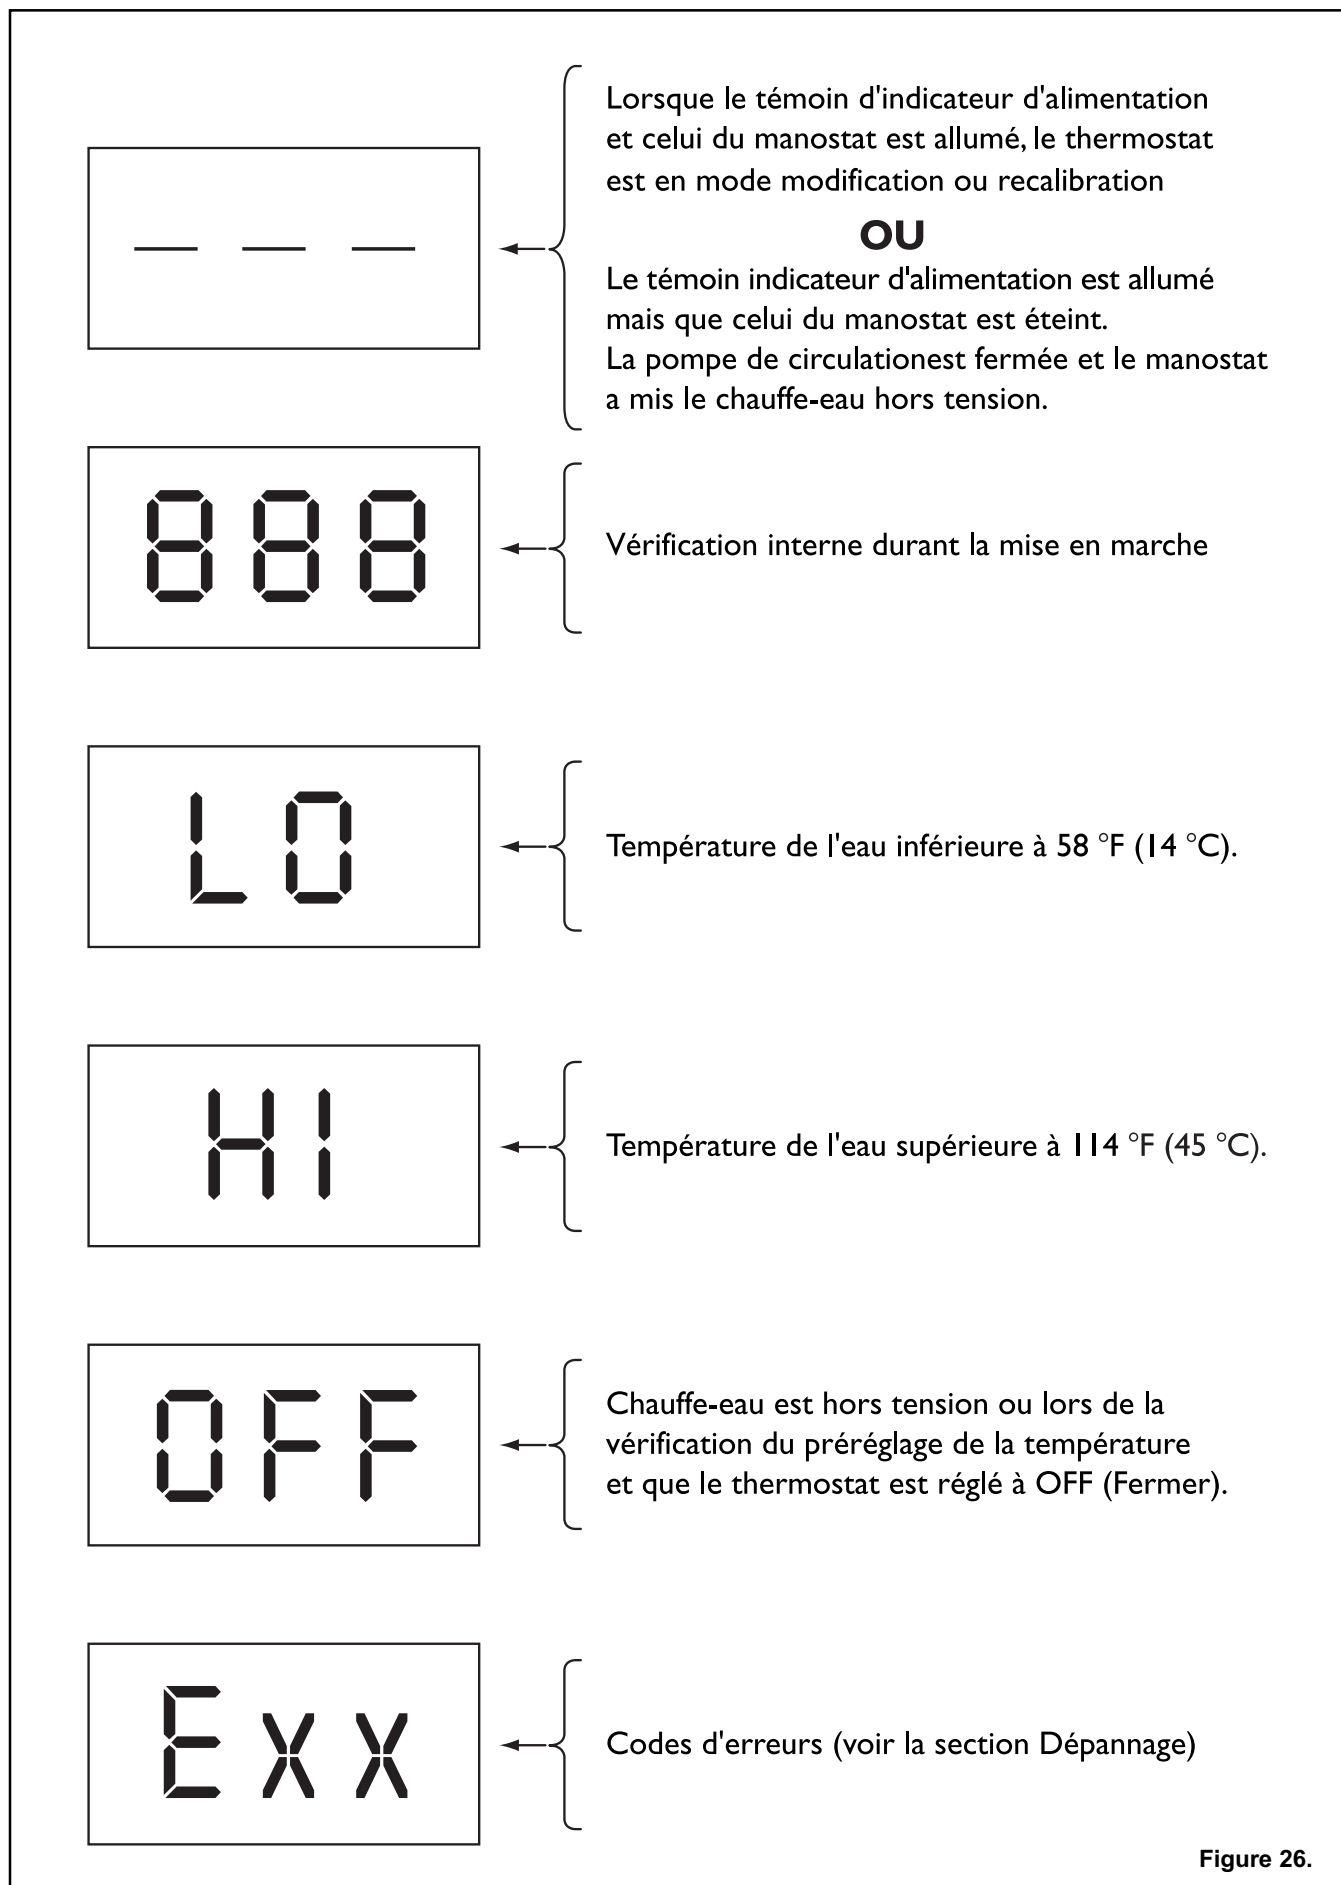 Lorsque le témoin d'indicateur d'alimentation
et celui du manostat est allumé, le thermostat
est en mode modification ou recalibration
OU
Le témoin indicateur d'alimentation est allumé
mais que celui du manostat est éteint.
La pompe de circulationest fermée et le manostat
a mis le chauffe-eau hors tension.
— — —
888
Vérification interne durant la mise en marche
LO
Température de l'eau inférieure à 58 °F (14 °C).
HI
Température de l'eau supérieure à 114 °F (45 °C).
OFF
Chauffe-eau est hors tension ou lors de la
vérification du préréglage de la température
et que le thermostat est réglé à OFF (Fermer).
Exx
Codes d'erreurs (voir la section Dépannage)
Figure 26.